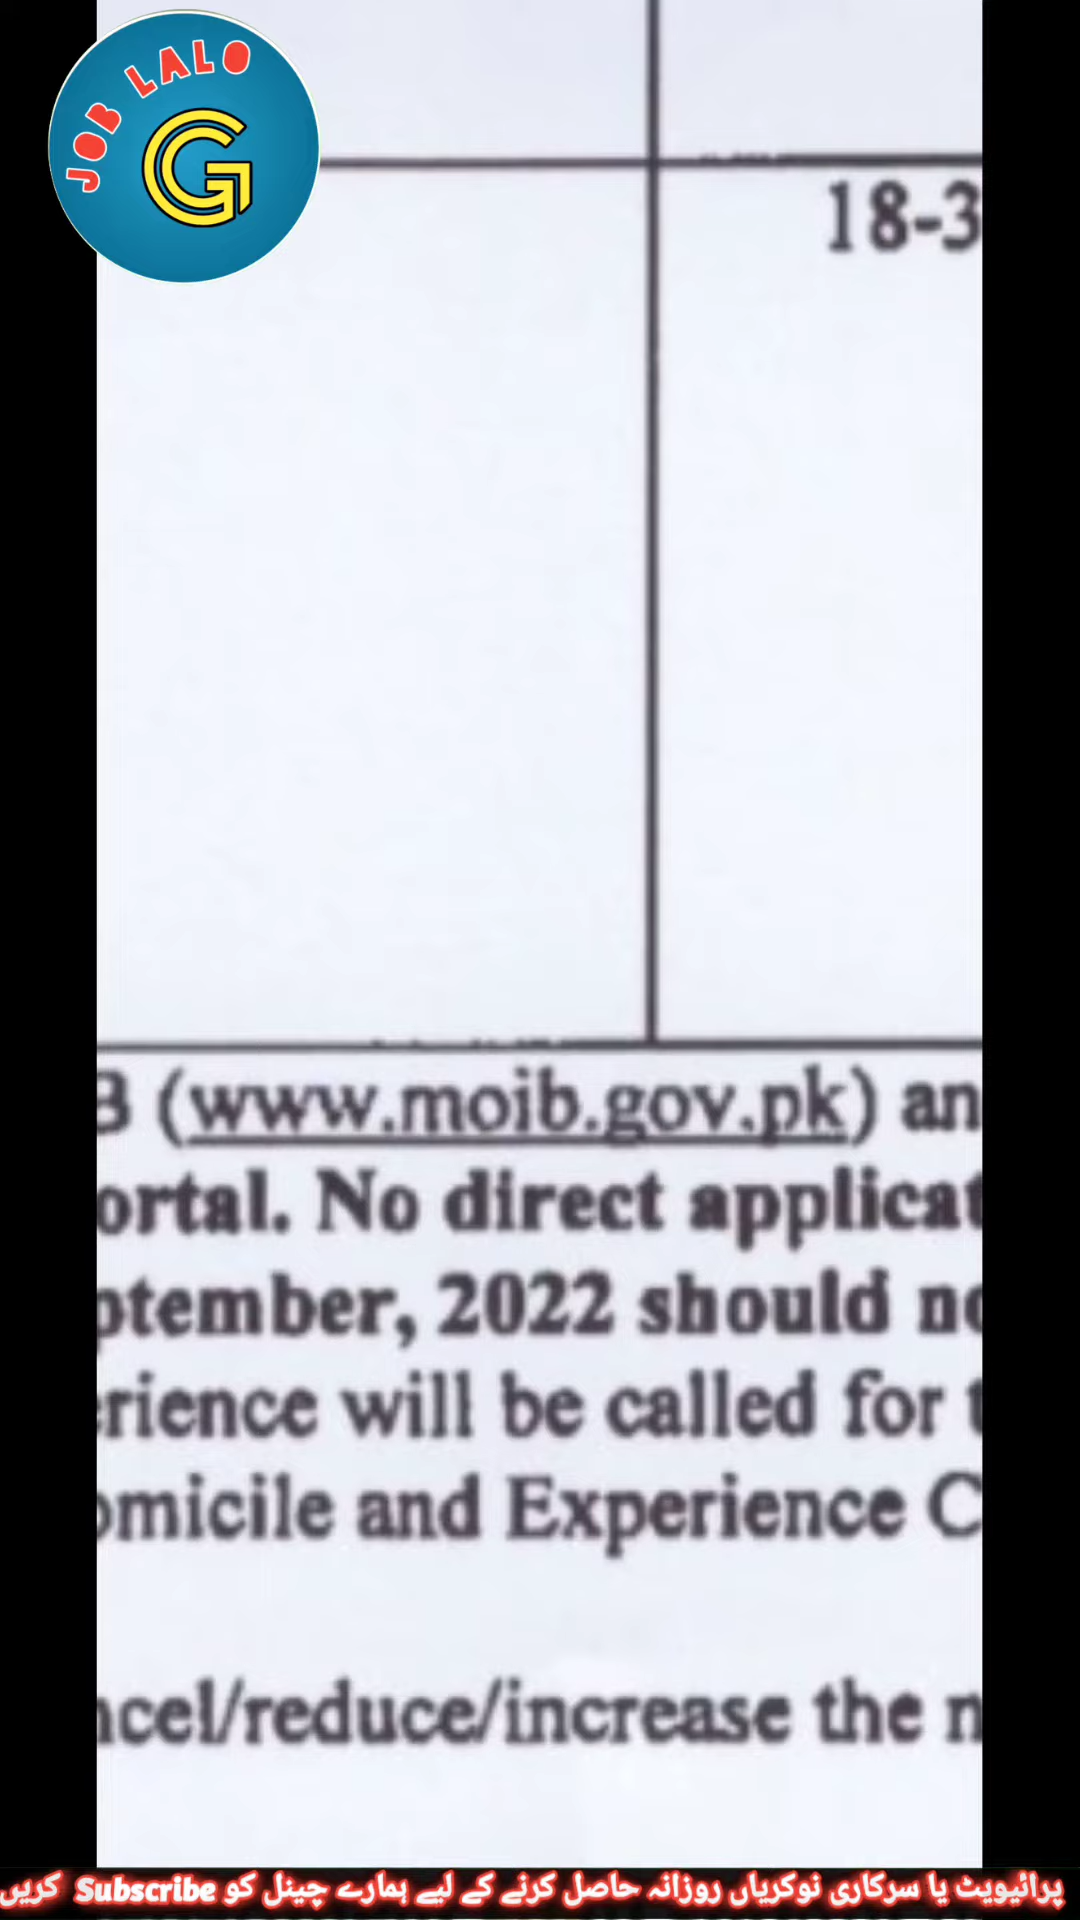 JOB LALO
G
18-3
B (www.moib.gov.pk) an
ortal. No direct applicat
ptember, 2022 should no
rience will be called for t
omicile and Experience C
ncel/reduce/increase the n
پرائیویٹ یا سرکاری نوکریاں روزانہ حاصل کرنے کے لیے ہمارے چینل کو Subscribe کریں